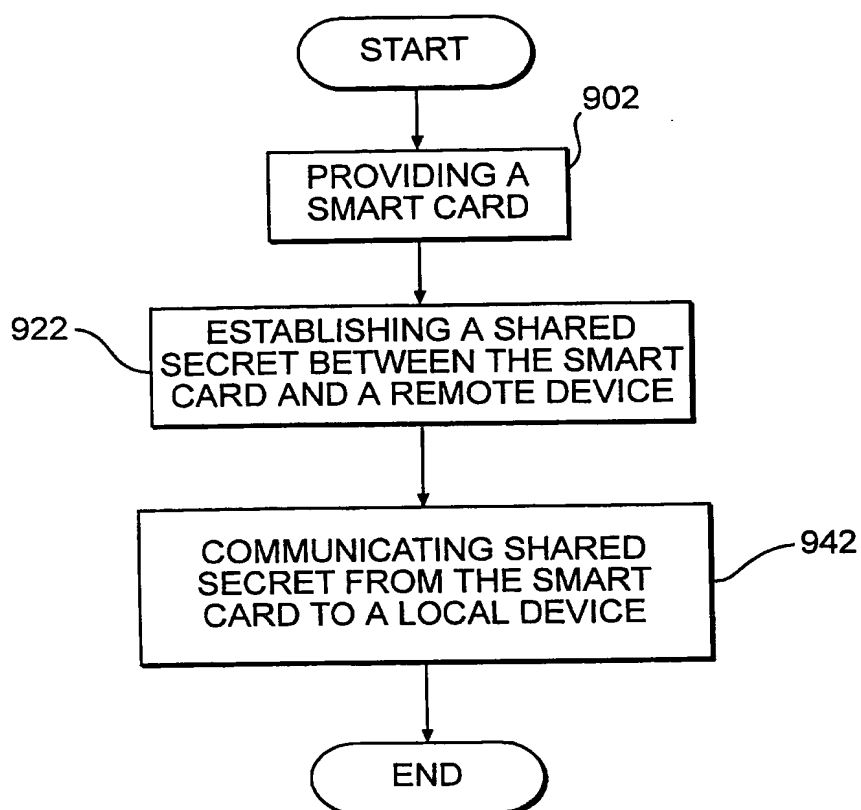 START
902
PROVIDING A
SMART CARD
922
ESTABLISHING A SHARED
SECRET BETWEEN THE SMART
CARD AND A REMOTE DEVICE
COMMUNICATING SHARED
SECRET FROM THE SMART
CARD TO A LOCAL DEVICE
942
END